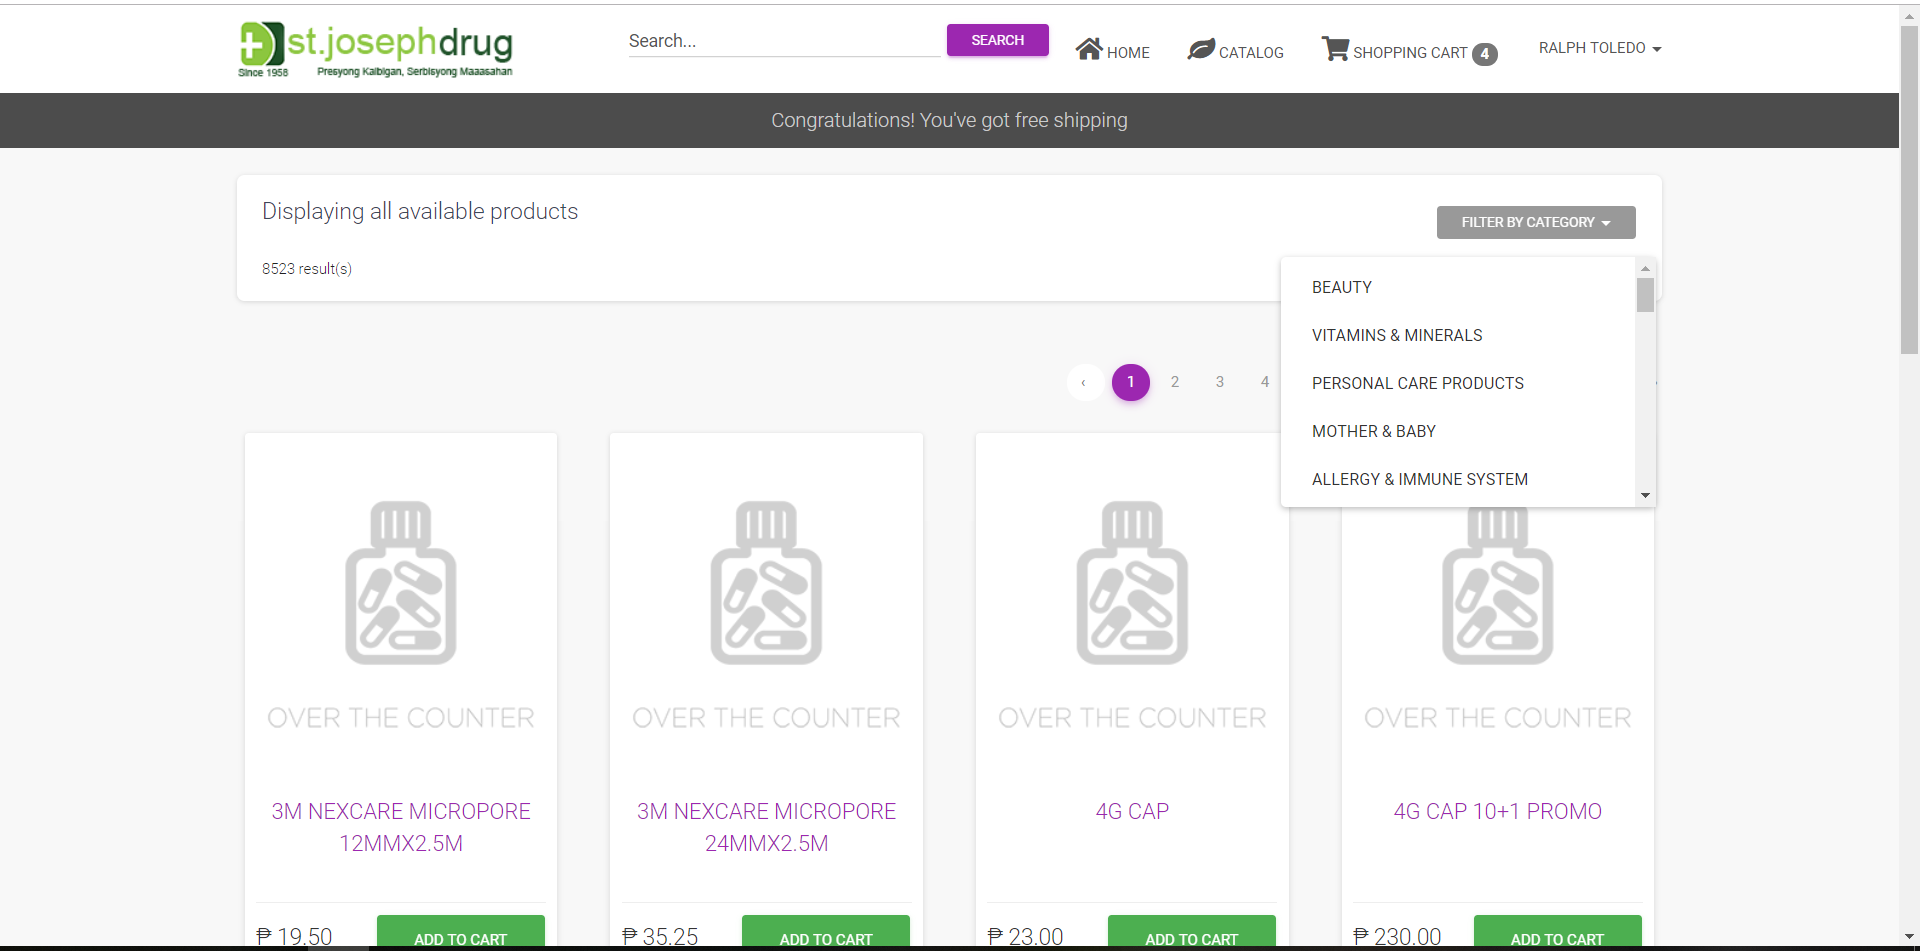 st.josephdrug
Since 1958 Presyong Kaibigan, Serbisyong Maaasahan
Search...
SEARCH
HOME
CATALOG
SHOPPING CART 4
RALPH TOLEDO
Congratulations! You've got free shipping
Displaying all available products
FILTER BY CATEGORY
8523 result(s)
BEAUTY
VITAMINS & MINERALS
PERSONAL CARE PRODUCTS
MOTHER & BABY
ALLERGY & IMMUNE SYSTEM
‹ 1 2 3 4
OVER THE COUNTER
OVER THE COUNTER
OVER THE COUNTER
OVER THE COUNTER
3M NEXCARE MICROPORE
12MMX2.5M
3M NEXCARE MICROPORE
24MMX2.5M
4G CAP
4G CAP 10+1 PROMO
₱ 19.50
ADD TO CART
₱ 35.25
ADD TO CART
₱ 23.00
ADD TO CART
₱ 230.00
ADD TO CART